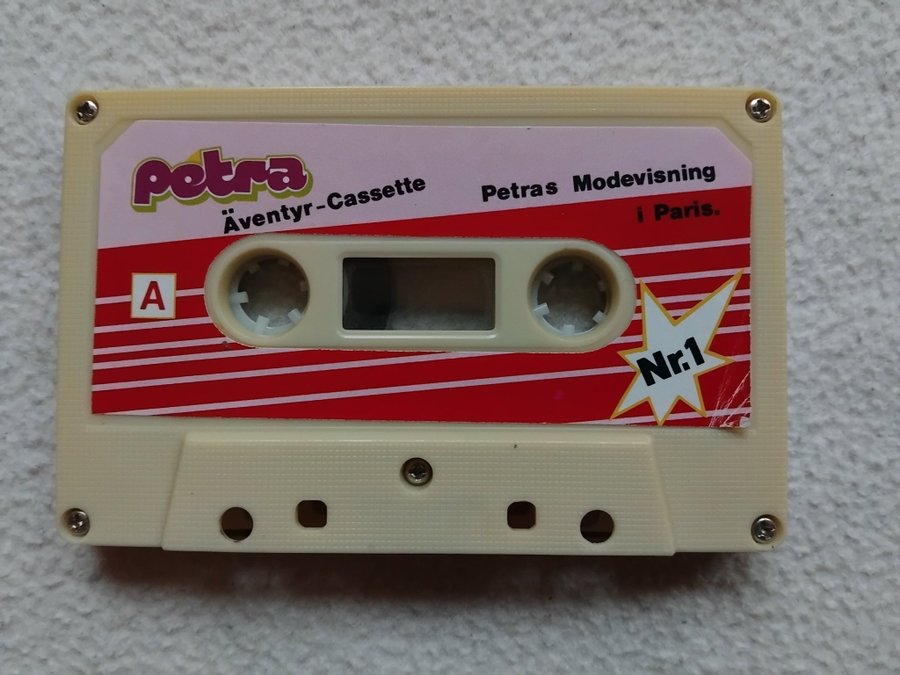 petra
Äventyr-Cassette
Petras Modevisning
i Paris.
A
Nr.1